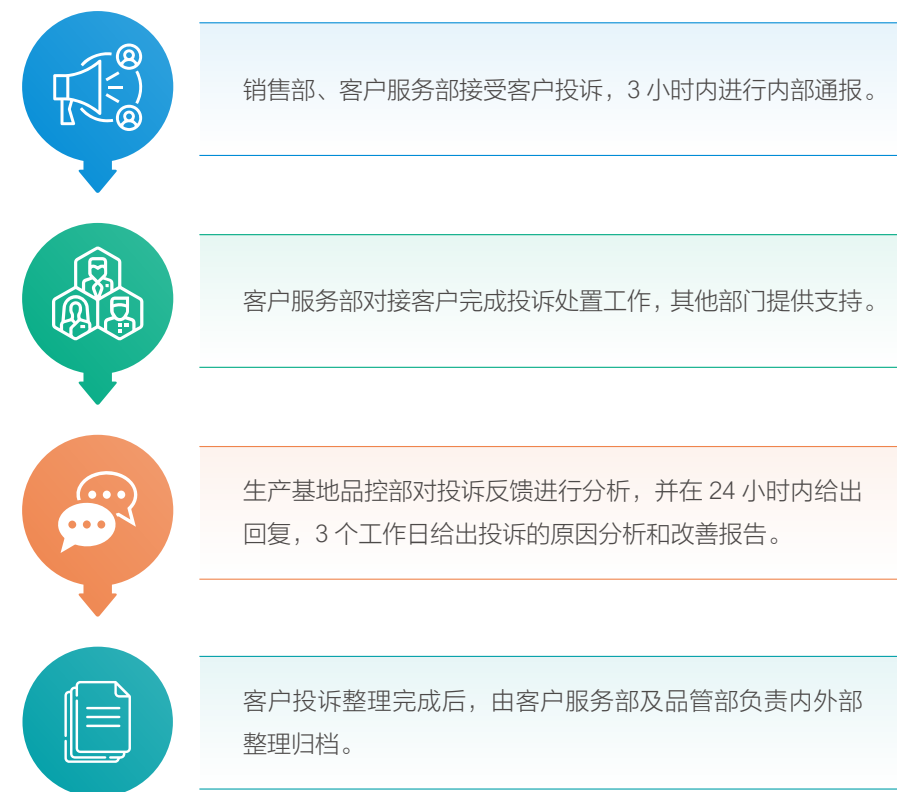 销售部、客户服务部接受客户投诉，3 小时内进行内部通报。
客户服务部对接客户完成投诉处置工作，其他部门提供支持。
生产基地品控部对投诉反馈进行分析，并在 24 小时内给出
回复，3 个工作日给出投诉的原因分析和改善报告。
客户投诉整理完成后，由客户服务部及品管部负责内外部
整理归档。